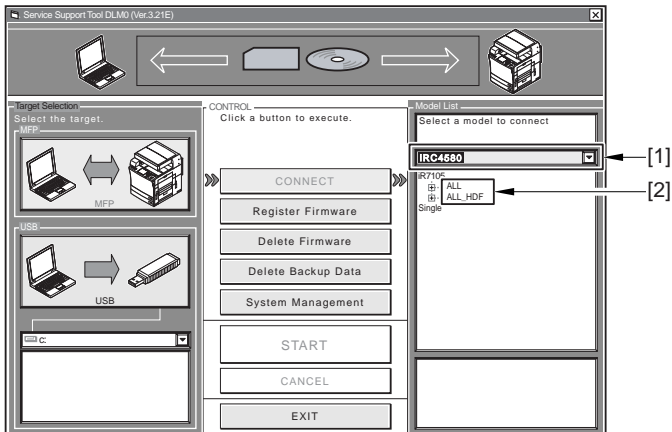 Service Support Tool DLM0 (Ver.3.21E)
Target Selection
Select the target.
MFP
MFP
USB
USB
C:
CONTROL
Click a button to execute.
CONNECT
Register Firmware
Delete Firmware
Delete Backup Data
System Management
START
CANCEL
EXIT
Model List
Select a model to connect
IRC4580
iR7105
ALL
ALL_HDF
Single
[1]
[2]